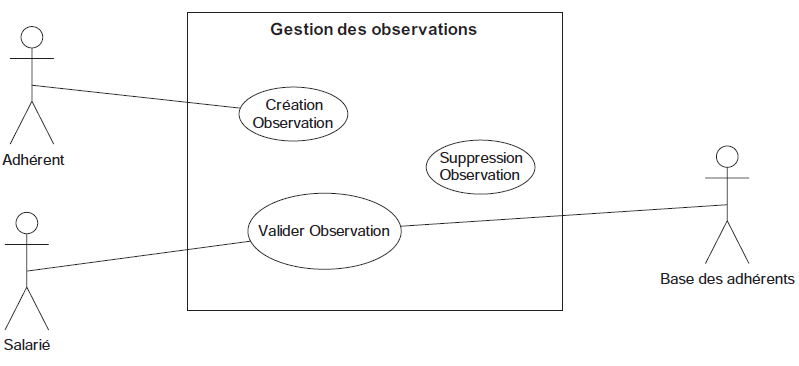 Gestion des observations
Création
Observation
Adhérent
Suppression
Observation
Valider Observation
Base des adhérents
Salarié